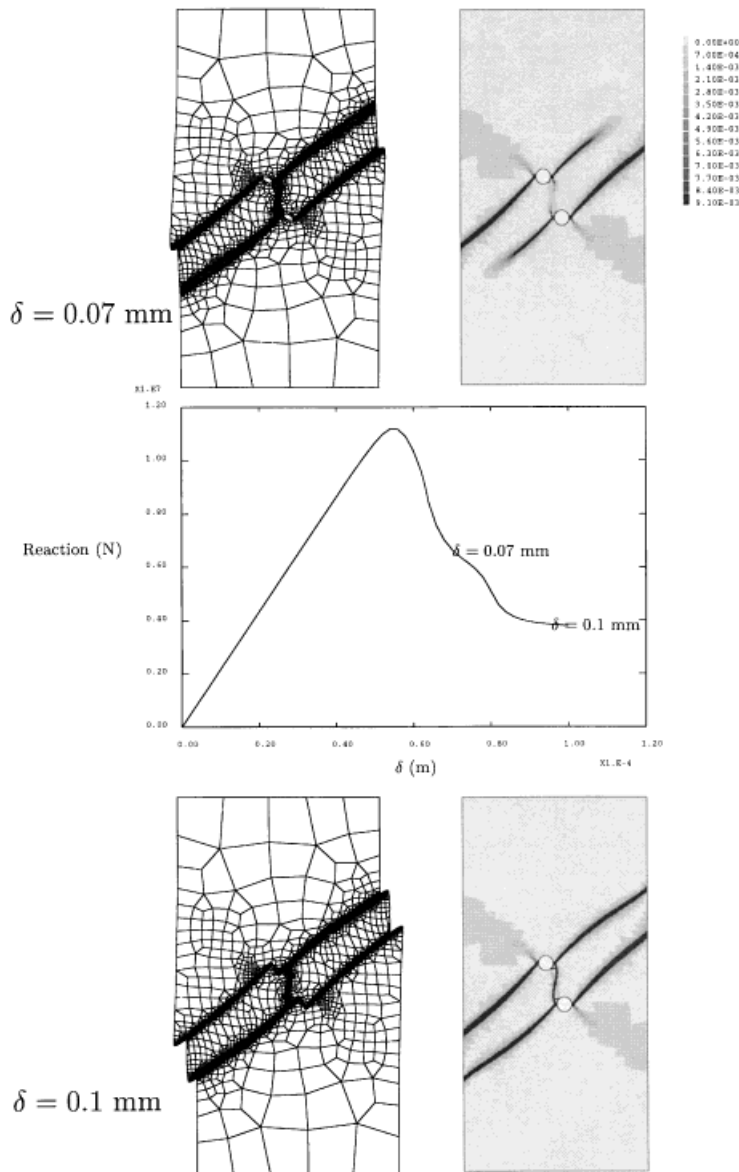 0.00E+00
7.00E-04
1.40E-03
2.10E-03
2.80E-03
3.50E-03
4.20E-03
4.90E-03
5.60E-03
6.30E-03
7.00E-03
7.70E-03
8.40E-03
9.10E-03
δ = 0.07 mm
X1.E7
1.20
1.00
0.80
0.60
0.40
0.20
0.00
Reaction (N)
δ = 0.07 mm
δ = 0.1 mm
0.00 0.20 0.40 0.60 0.80 1.00 1.20
δ (m)
X1.E-4
δ = 0.1 mm